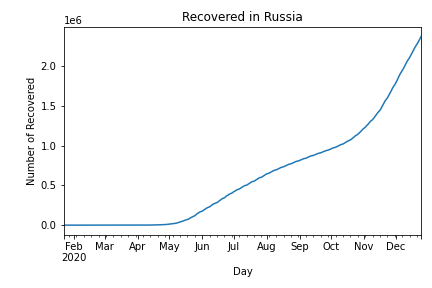 Recovered in Russia
1e6
2.0
1.5
1.0
0.5
0.0
Number of Recovered
Feb Mar Apr May Jun Jul Aug Sep Oct Nov Dec
2020
Day